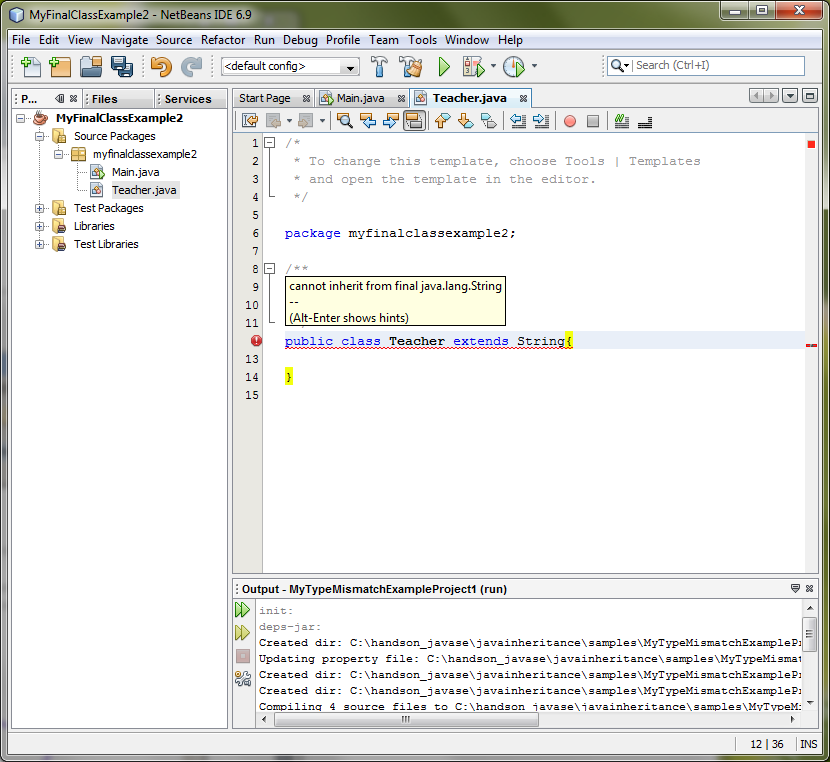 MyFinalClassExample2 - NetBeans IDE 6.9
File Edit View Navigate Source Refactor Run Debug Profile Team Tools Window Help
<default config>
Search (Ctrl+I)
P... Files Services
MyFinalClassExample2
Source Packages
myfinalclassexample2
Main.java
Teacher.java
Test Packages
Libraries
Test Libraries
Start Page Main.java Teacher.java
1 /*
2 * To change this template, choose Tools | Templates
3 * and open the template in the editor.
4 */
5
6 package myfinalclassexample2;
7
8 /**
9
10
11
cannot inherit from final java.lang.String
--
(Alt-Enter shows hints)
public class Teacher extends String{
13
14 }
15
Output - MyTypeMismatchExampleProject1 (run)
init:
deps-jar:
Created dir: C:\handson_javase\javainheritance\samples\MyTypeMismatchExamplePr
Updating property file: C:\handson_javase\javainheritance\samples\MyTypeMismat
Created dir: C:\handson_javase\javainheritance\samples\MyTypeMismatchExamplePr
Created dir: C:\handson_javase\javainheritance\samples\MyTypeMismatchExamplePr
Compiling 4 source files to C:\handson_javase\javainheritance\samples\MyTypeMi
12 | 36 INS